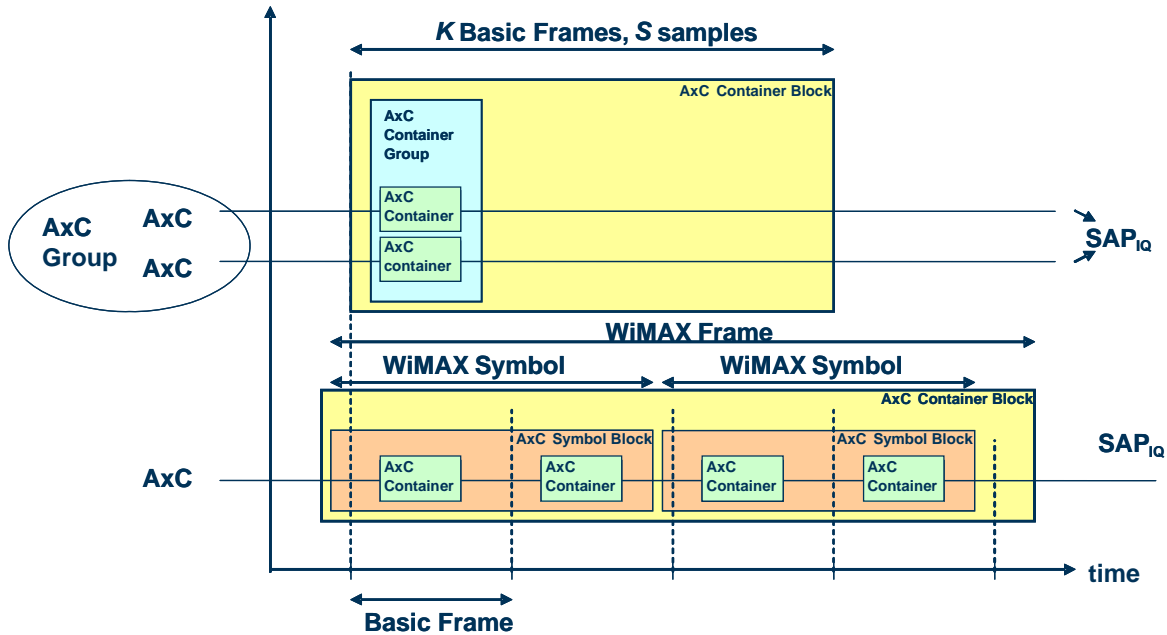 K Basic Frames, S samples
AxC Container Block
AxC
Container
Group
AxC
Container
AxC
container
AxC
Group
AxC
AxC
SAPIQ
WiMAX Frame
WiMAX Symbol
WiMAX Symbol
AxC Container Block
AxC Symbol Block
AxC Symbol Block
AxC
Container
AxC
Container
AxC
Container
AxC
Container
AxC
SAPIQ
time
Basic Frame